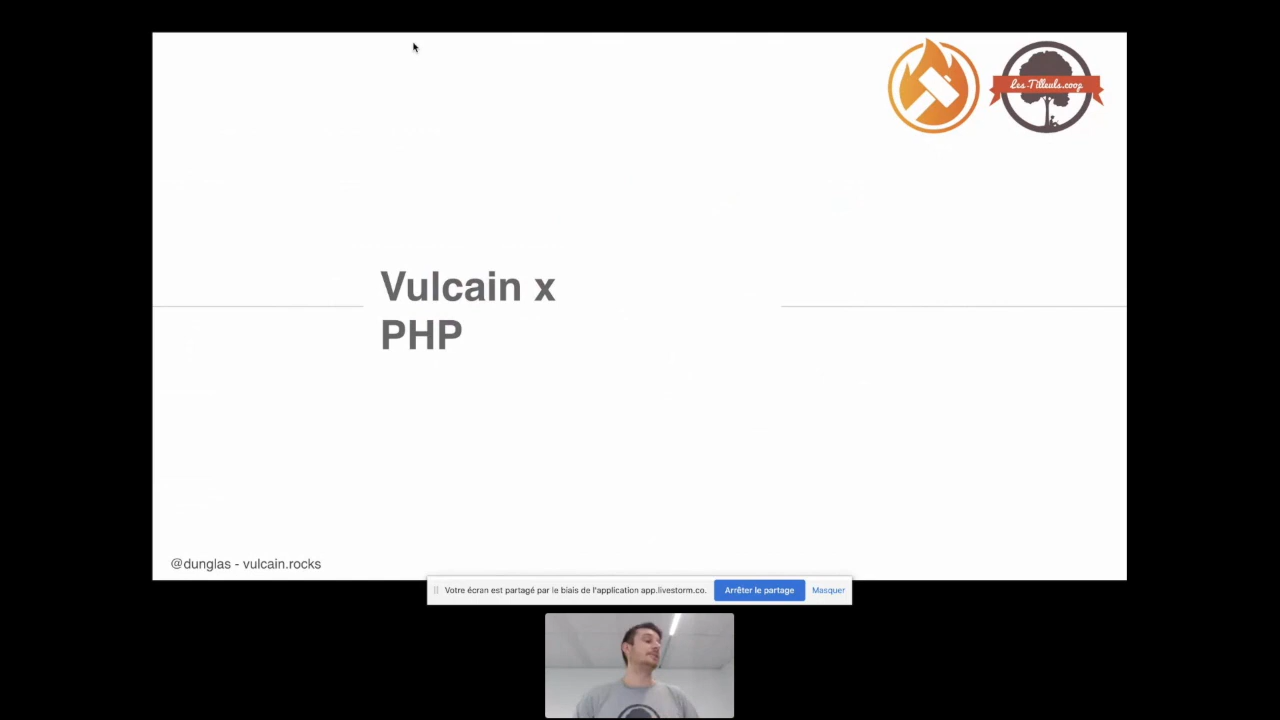 Les-Tilleuls.coop
Vulcain x
PHP
@dunglas - vulcain.rocks
Votre écran est partagé par le biais de l'application app.livestorm.co.
Arrêter le partage
Masquer